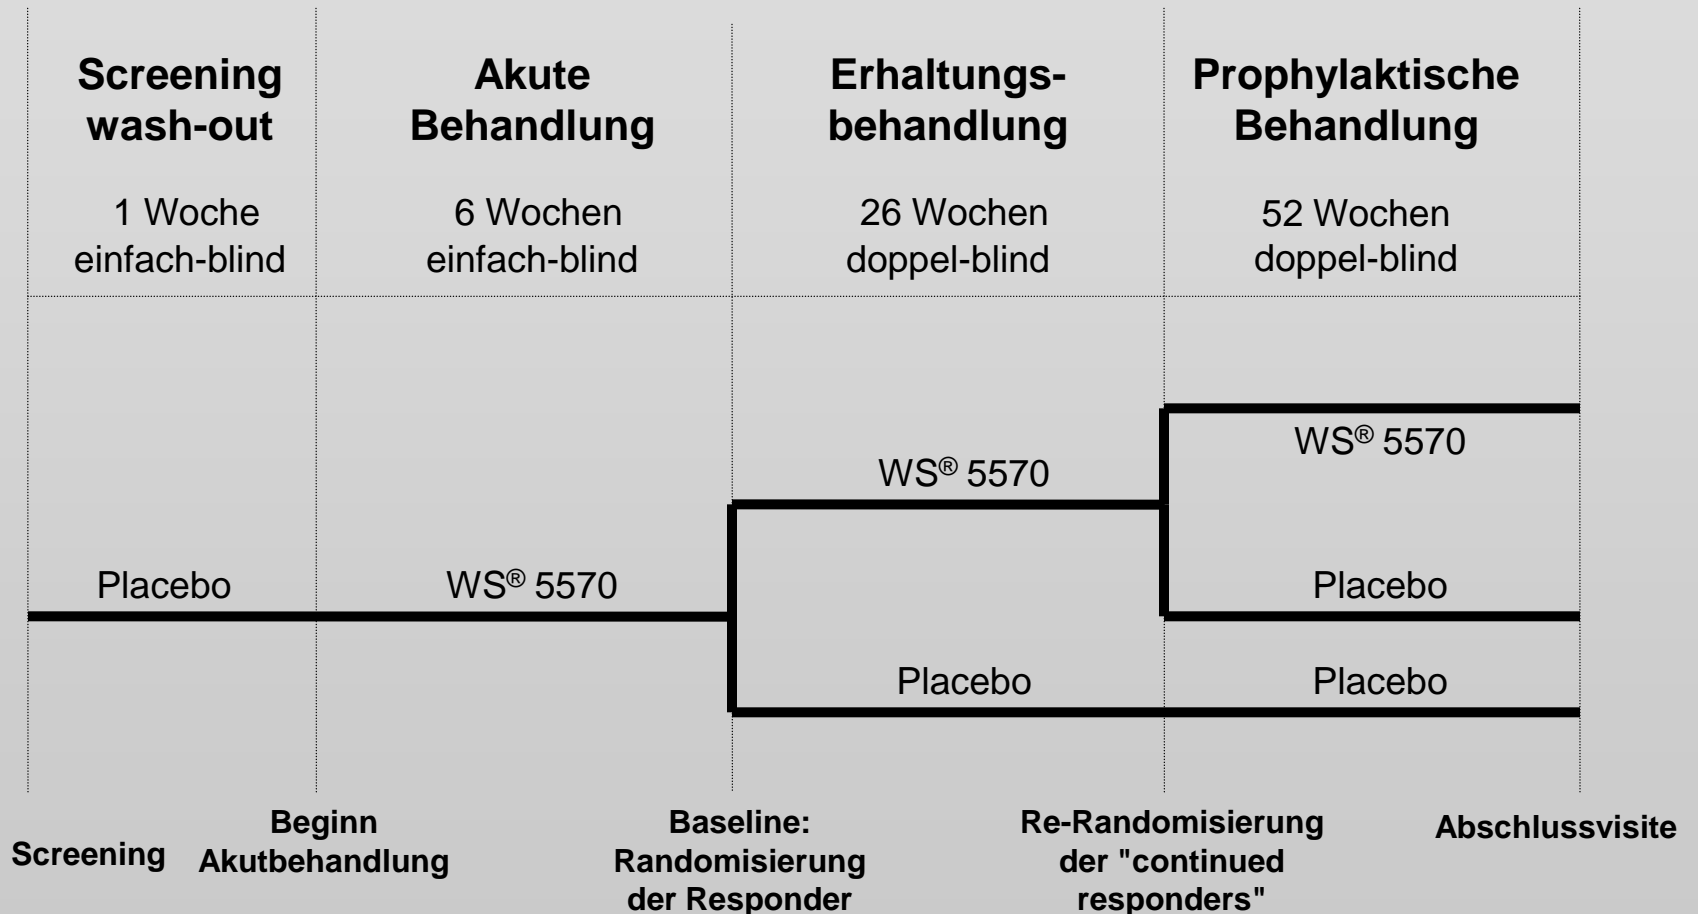 Screening
wash-out
1 Woche
einfach-blind
Akute
Behandlung
6 Wochen
einfach-blind
Erhaltungs-
behandlung
26 Wochen
doppel-blind
Prophylaktische
Behandlung
52 Wochen
doppel-blind
Placebo
WS® 5570
WS® 5570
Placebo
WS® 5570
Placebo
Placebo
Screening
Beginn
Akutbehandlung
Baseline:
Randomisierung
der Responder
Re-Randomisierung
der "continued
responders"
Abschlussvisite